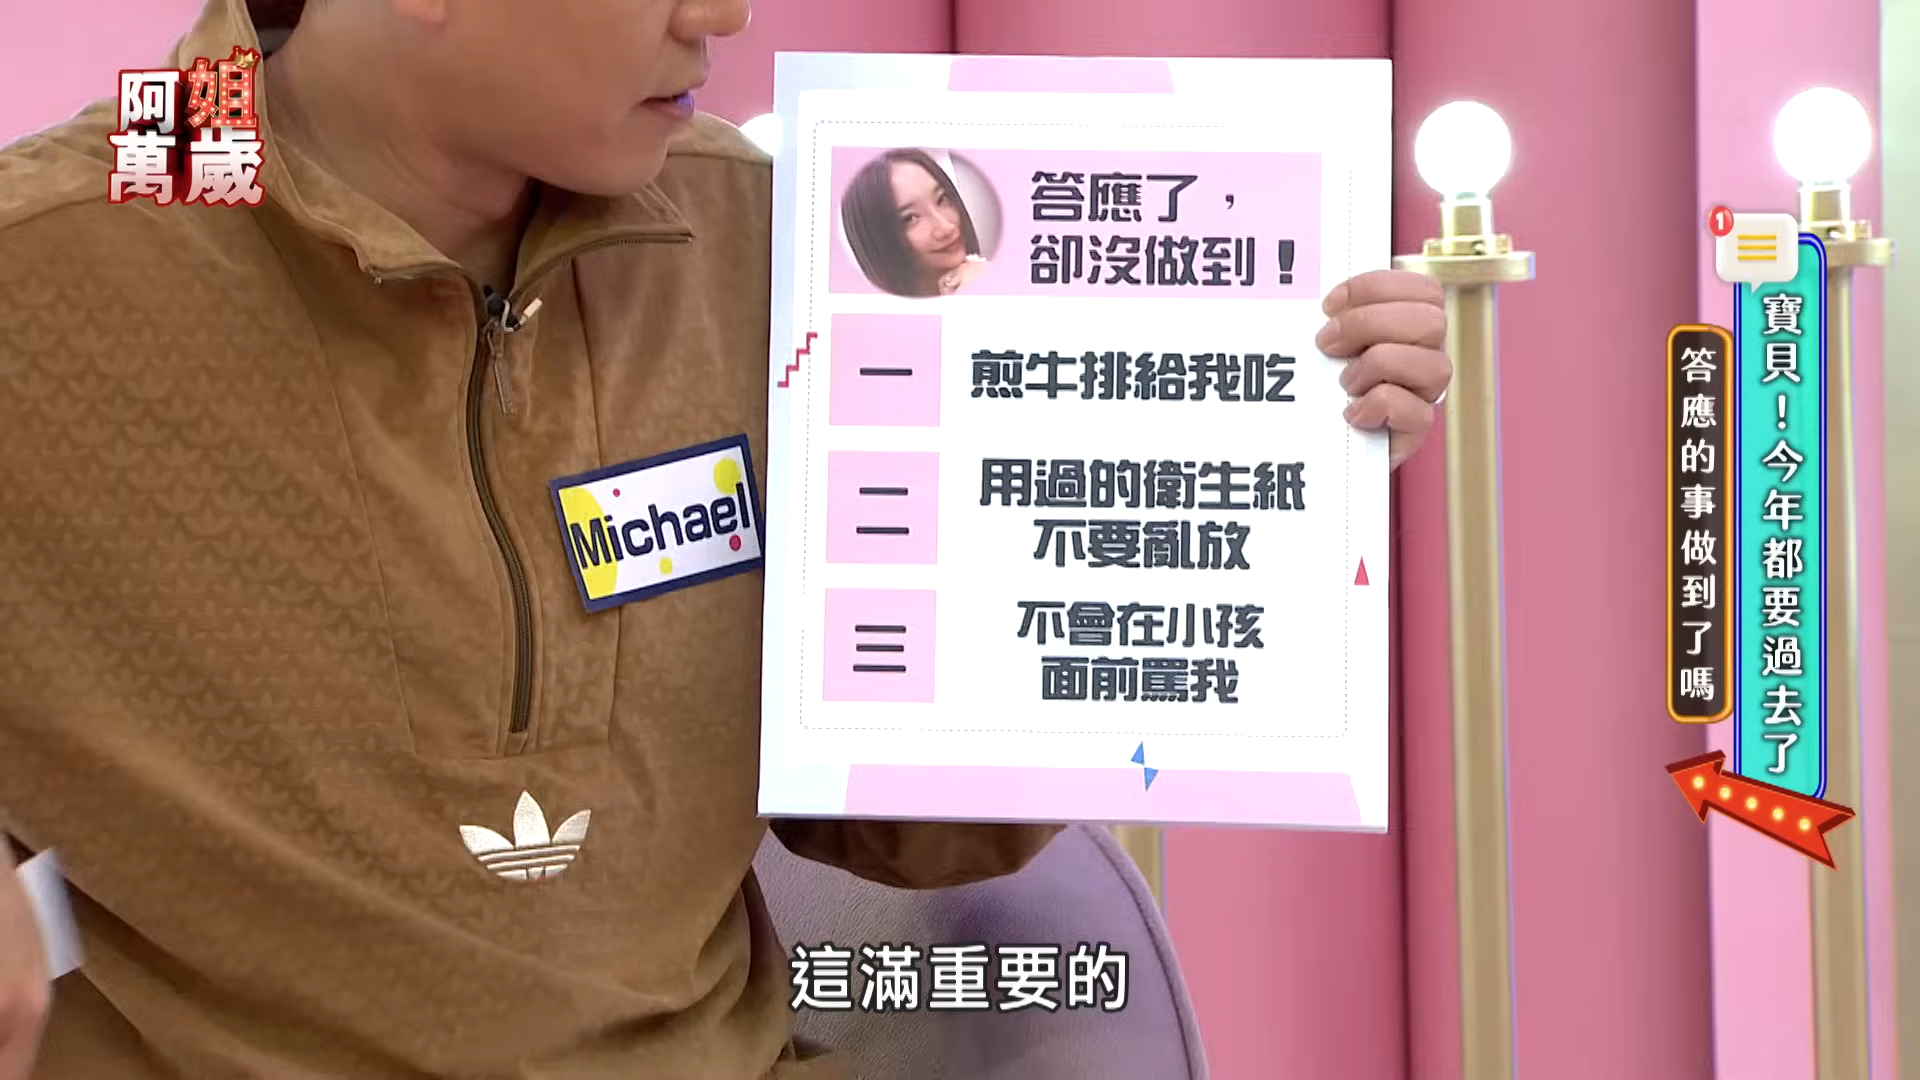 阿姐
萬歲
答應了，
卻沒做到！
一
煎牛排給我吃
二
用過的衛生紙
不要亂放
三
不會在小孩
面前罵我
Michael
1
寶貝！今年都要過去了
答應的事做到了嗎
這滿重要的